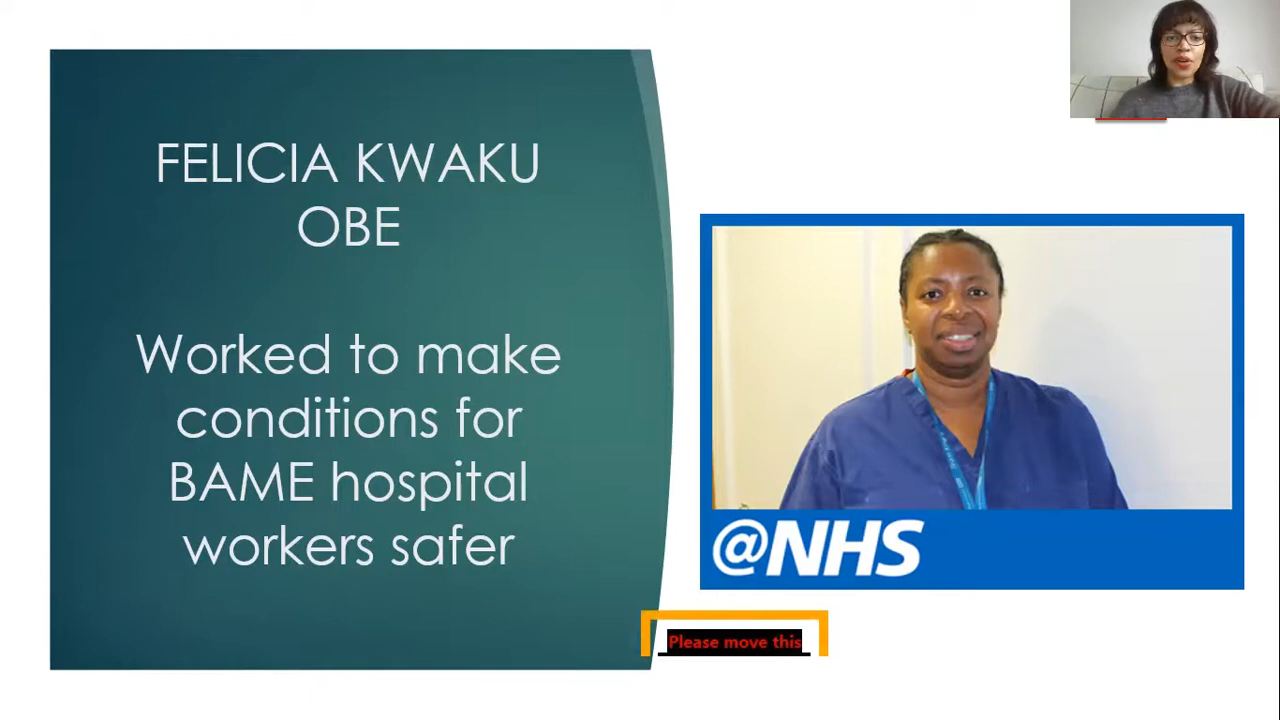 FELICIA KWAKU
OBE
Worked to make
conditions for
BAME hospital
workers safer
@NHS
Please move this